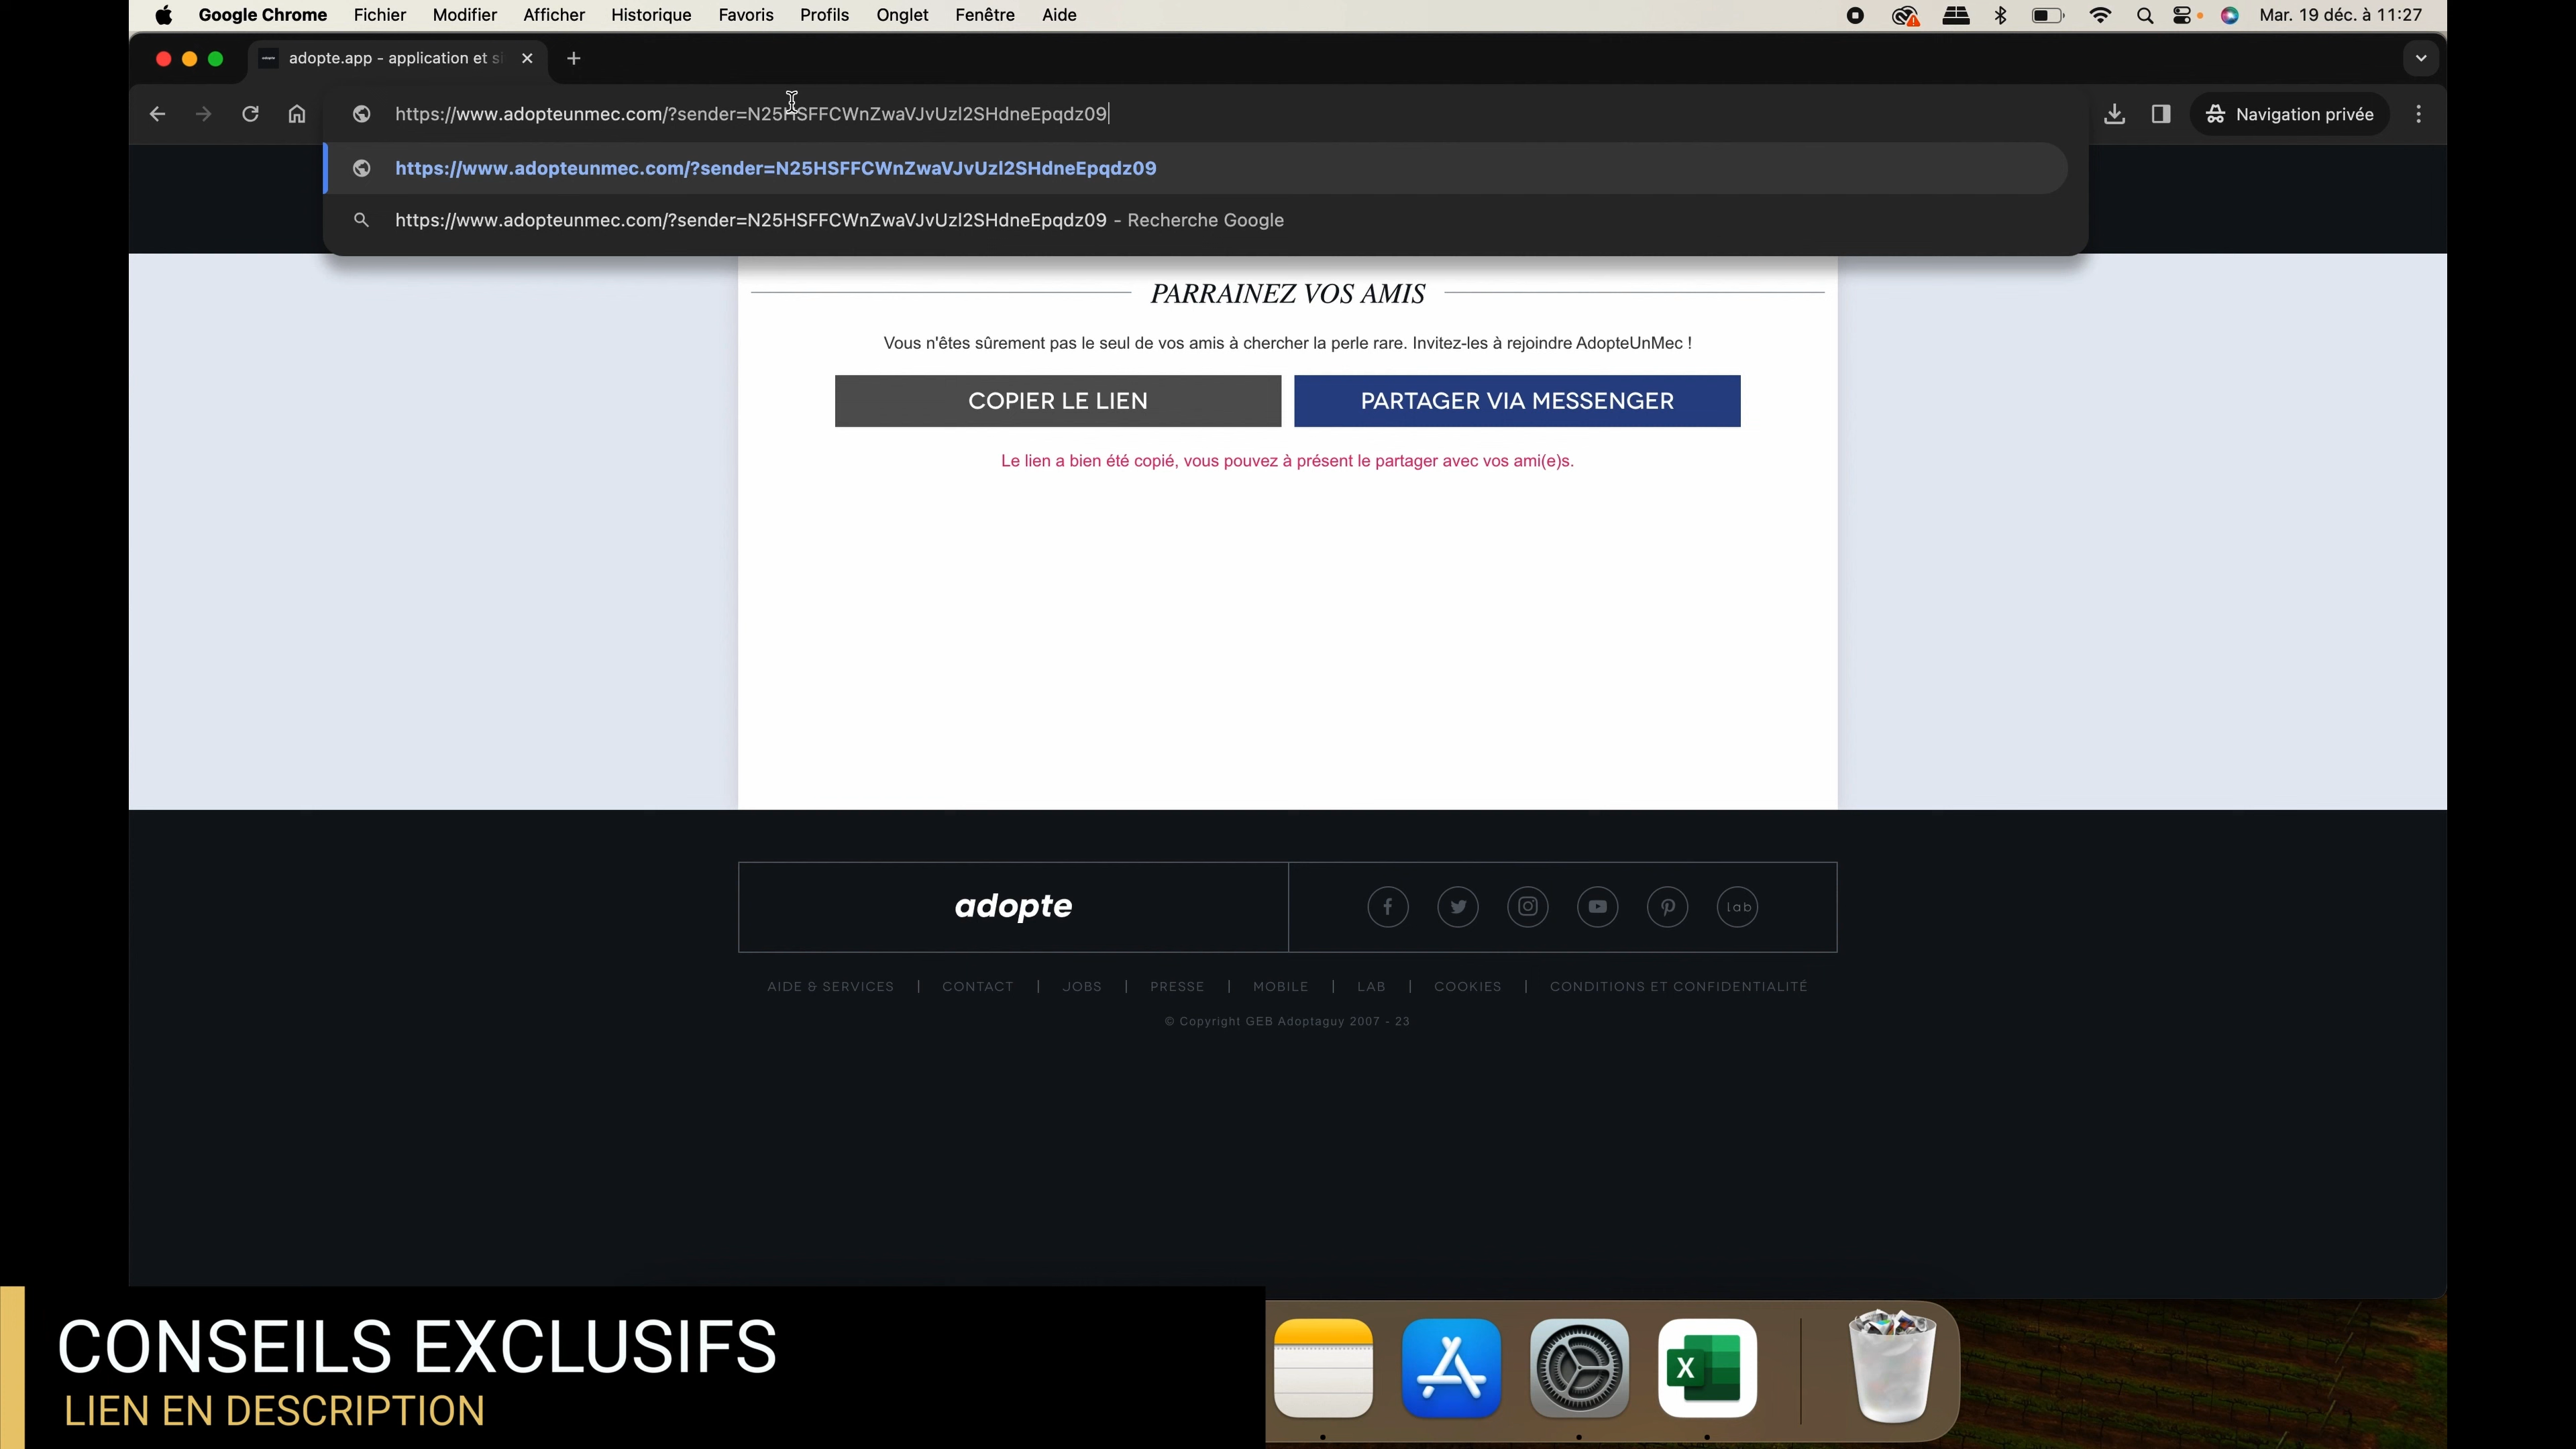 Google Chrome Fichier Modifier Afficher Historique Favoris Profils Onglet Fenêtre Aide Mar. 19 déc. à 11:27
adopte.app - application et si
https://www.adopteunmec.com/?sender=N25HSFFCWnZwaVJvUzl2SHdneEpqdz09 Navigation privée
https://www.adopteunmec.com/?sender=N25HSFFCWnZwaVJvUzl2SHdneEpqdz09
https://www.adopteunmec.com/?sender=N25HSFFCWnZwaVJvUzl2SHdneEpqdz09 - Recherche Google
PARRAINEZ VOS AMIS
Vous n'êtes sûrement pas le seul de vos amis à chercher la perle rare. Invitez-les à rejoindre AdopteUnMec !
COPIER LE LIEN PARTAGER VIA MESSENGER
Le lien a bien été copié, vous pouvez à présent le partager avec vos ami(e)s.
adopte lab
AIDE & SERVICES | CONTACT | JOBS | PRESSE | MOBILE | LAB | COOKIES | CONDITIONS ET CONFIDENTIALITÉ
© Copyright GEB Adoptaguy 2007 - 23
CONSEILS EXCLUSIFS
LIEN EN DESCRIPTION
X